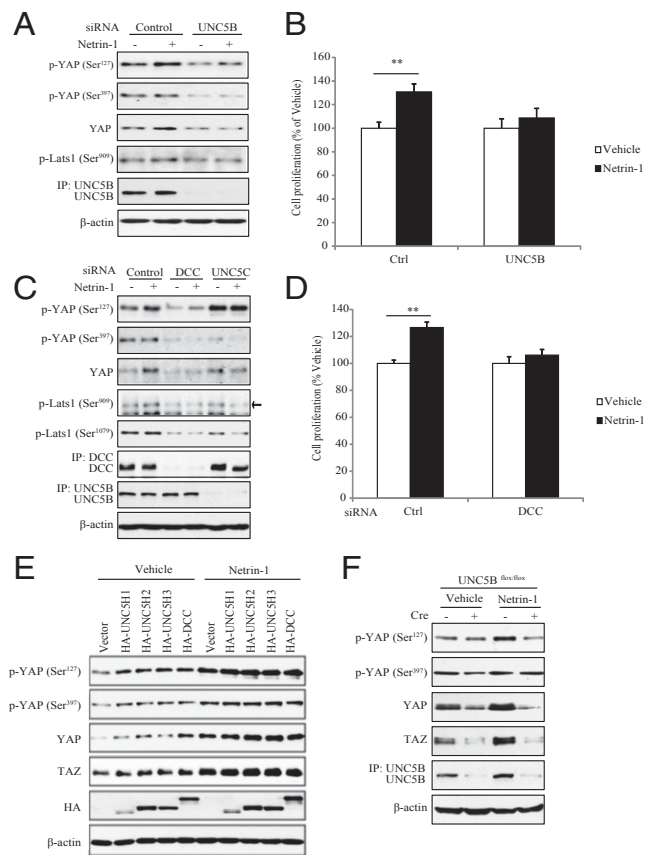 A
siRNA Control UNC5B
Netrin-1 - + - +
p-YAP (Ser127)
p-YAP (Ser397)
YAP
p-Lats1 (Ser909)
IP: UNC5B
UNC5B
β-actin
B
Cell proliferation (% of Vehicle)
160
140
120
100
80
60
40
20
0
**
Ctrl UNC5B
Vehicle
Netrin-1
C
siRNA Control DCC UNC5C
Netrin-1 - + - + - +
p-YAP (Ser127)
p-YAP (Ser397)
YAP
p-Lats1 (Ser909)
p-Lats1 (Ser1079)
IP: DCC
DCC
IP: UNC5B
UNC5B
β-actin
D
Cell proliferation (% Vehicle)
140
120
100
80
60
40
20
0
**
siRNA Ctrl DCC
Vehicle
Netrin-1
E
Vehicle Netrin-1
Vector HA-UNC5H1 HA-UNC5H2 HA-UNC5H3 HA-DCC Vector HA-UNC5H1 HA-UNC5H2 HA-UNC5H3 HA-DCC
p-YAP (Ser127)
p-YAP (Ser397)
YAP
TAZ
HA
β-actin
F
UNC5B flox/flox
Vehicle Netrin-1
Cre - + - +
p-YAP (Ser127)
p-YAP (Ser397)
YAP
TAZ
IP: UNC5B
UNC5B
β-actin